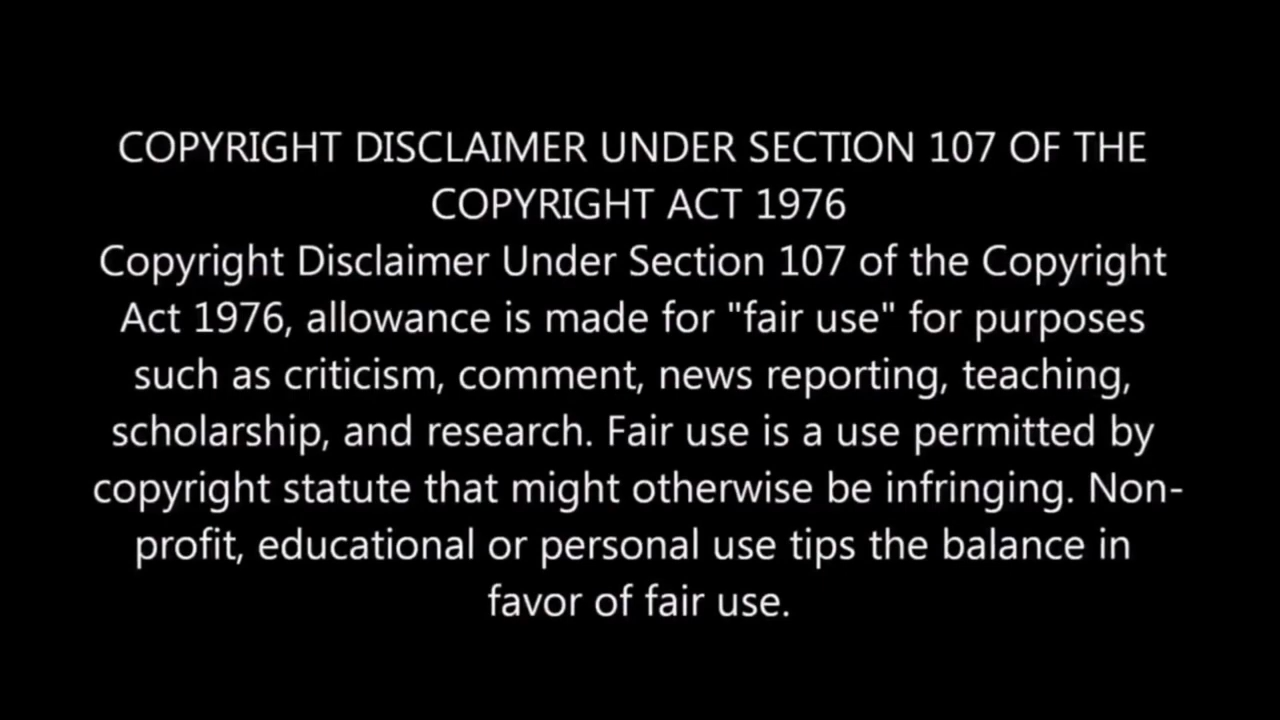 COPYRIGHT DISCLAIMER UNDER SECTION 107 OF THE
COPYRIGHT ACT 1976
Copyright Disclaimer Under Section 107 of the Copyright
Act 1976, allowance is made for "fair use" for purposes
such as criticism, comment, news reporting, teaching,
scholarship, and research. Fair use is a use permitted by
copyright statute that might otherwise be infringing. Non-
profit, educational or personal use tips the balance in
favor of fair use.